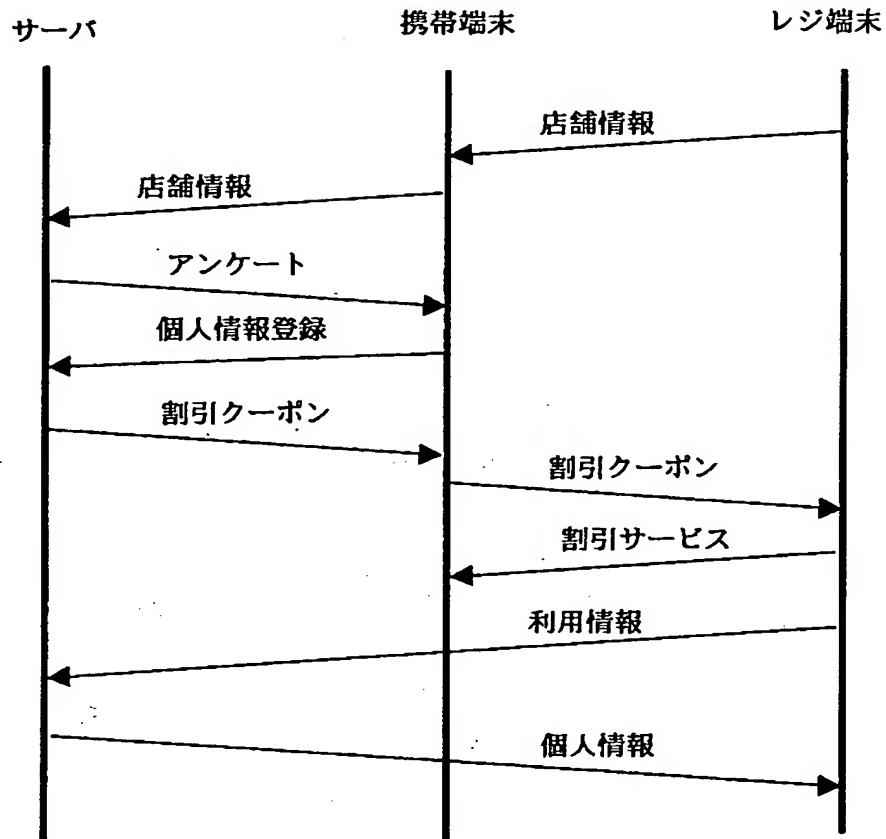 サーバ
携帯端末
レジ端末
店舗情報
店舗情報
アンケート
個人情報登録
割引クーポン
割引クーポン
割引サービス
利用情報
個人情報